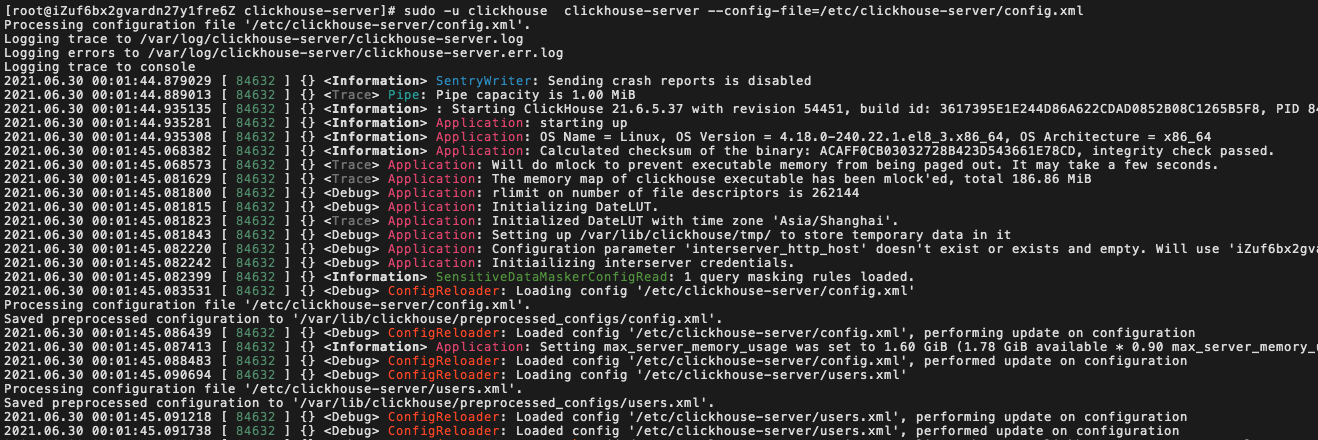 [root@iZuf6bx2gvardn27y1fre6Z clickhouse-server]# sudo -u clickhouse  clickhouse-server --config-file=/etc/clickhouse-server/config.xml
Processing configuration file '/etc/clickhouse-server/config.xml'.
Logging trace to /var/log/clickhouse-server/clickhouse-server.log
Logging errors to /var/log/clickhouse-server/clickhouse-server.err.log
Logging trace to console
2021.06.30 00:01:44.879029 [ 84632 ] {} <Information> SentryWriter: Sending crash reports is disabled
2021.06.30 00:01:44.889013 [ 84632 ] {} <Trace> Pipe: Pipe capacity is 1.00 MiB
2021.06.30 00:01:44.935135 [ 84632 ] {} <Information> : Starting ClickHouse 21.6.5.37 with revision 54451, build id: 3617395E1E244D86A622CDAD0852B08C1265B5F8, PID 84
2021.06.30 00:01:44.935281 [ 84632 ] {} <Information> Application: starting up
2021.06.30 00:01:44.935308 [ 84632 ] {} <Information> Application: OS Name = Linux, OS Version = 4.18.0-240.22.1.el8_3.x86_64, OS Architecture = x86_64
2021.06.30 00:01:45.068382 [ 84632 ] {} <Information> Application: Calculated checksum of the binary: ACAFF0CB03032728B423D543661E78CD, integrity check passed.
2021.06.30 00:01:45.068573 [ 84632 ] {} <Trace> Application: Will do mlock to prevent executable memory from being paged out. It may take a few seconds.
2021.06.30 00:01:45.081629 [ 84632 ] {} <Trace> Application: The memory map of clickhouse executable has been mlock'ed, total 186.86 MiB
2021.06.30 00:01:45.081800 [ 84632 ] {} <Debug> Application: rlimit on number of file descriptors is 262144
2021.06.30 00:01:45.081815 [ 84632 ] {} <Debug> Application: Initializing DateLUT.
2021.06.30 00:01:45.081823 [ 84632 ] {} <Trace> Application: Initialized DateLUT with time zone 'Asia/Shanghai'.
2021.06.30 00:01:45.081843 [ 84632 ] {} <Debug> Application: Setting up /var/lib/clickhouse/tmp/ to store temporary data in it
2021.06.30 00:01:45.082220 [ 84632 ] {} <Debug> Application: Configuration parameter 'interserver_http_host' doesn't exist or exists and empty. Will use 'iZuf6bx2gva
2021.06.30 00:01:45.082242 [ 84632 ] {} <Debug> Application: Initiailizing interserver credentials.
2021.06.30 00:01:45.082399 [ 84632 ] {} <Information> SensitiveDataMaskerConfigRead: 1 query masking rules loaded.
2021.06.30 00:01:45.083531 [ 84632 ] {} <Debug> ConfigReloader: Loading config '/etc/clickhouse-server/config.xml'
Processing configuration file '/etc/clickhouse-server/config.xml'.
Saved preprocessed configuration to '/var/lib/clickhouse/preprocessed_configs/config.xml'.
2021.06.30 00:01:45.086439 [ 84632 ] {} <Debug> ConfigReloader: Loaded config '/etc/clickhouse-server/config.xml', performing update on configuration
2021.06.30 00:01:45.087413 [ 84632 ] {} <Information> Application: Setting max_server_memory_usage was set to 1.60 GiB (1.78 GiB available * 0.90 max_server_memory_u
2021.06.30 00:01:45.088483 [ 84632 ] {} <Debug> ConfigReloader: Loaded config '/etc/clickhouse-server/config.xml', performed update on configuration
2021.06.30 00:01:45.090694 [ 84632 ] {} <Debug> ConfigReloader: Loading config '/etc/clickhouse-server/users.xml'
Processing configuration file '/etc/clickhouse-server/users.xml'.
Saved preprocessed configuration to '/var/lib/clickhouse/preprocessed_configs/users.xml'.
2021.06.30 00:01:45.091218 [ 84632 ] {} <Debug> ConfigReloader: Loaded config '/etc/clickhouse-server/users.xml', performing update on configuration
2021.06.30 00:01:45.091738 [ 84632 ] {} <Debug> ConfigReloader: Loaded config '/etc/clickhouse-server/users.xml', performed update on configuration